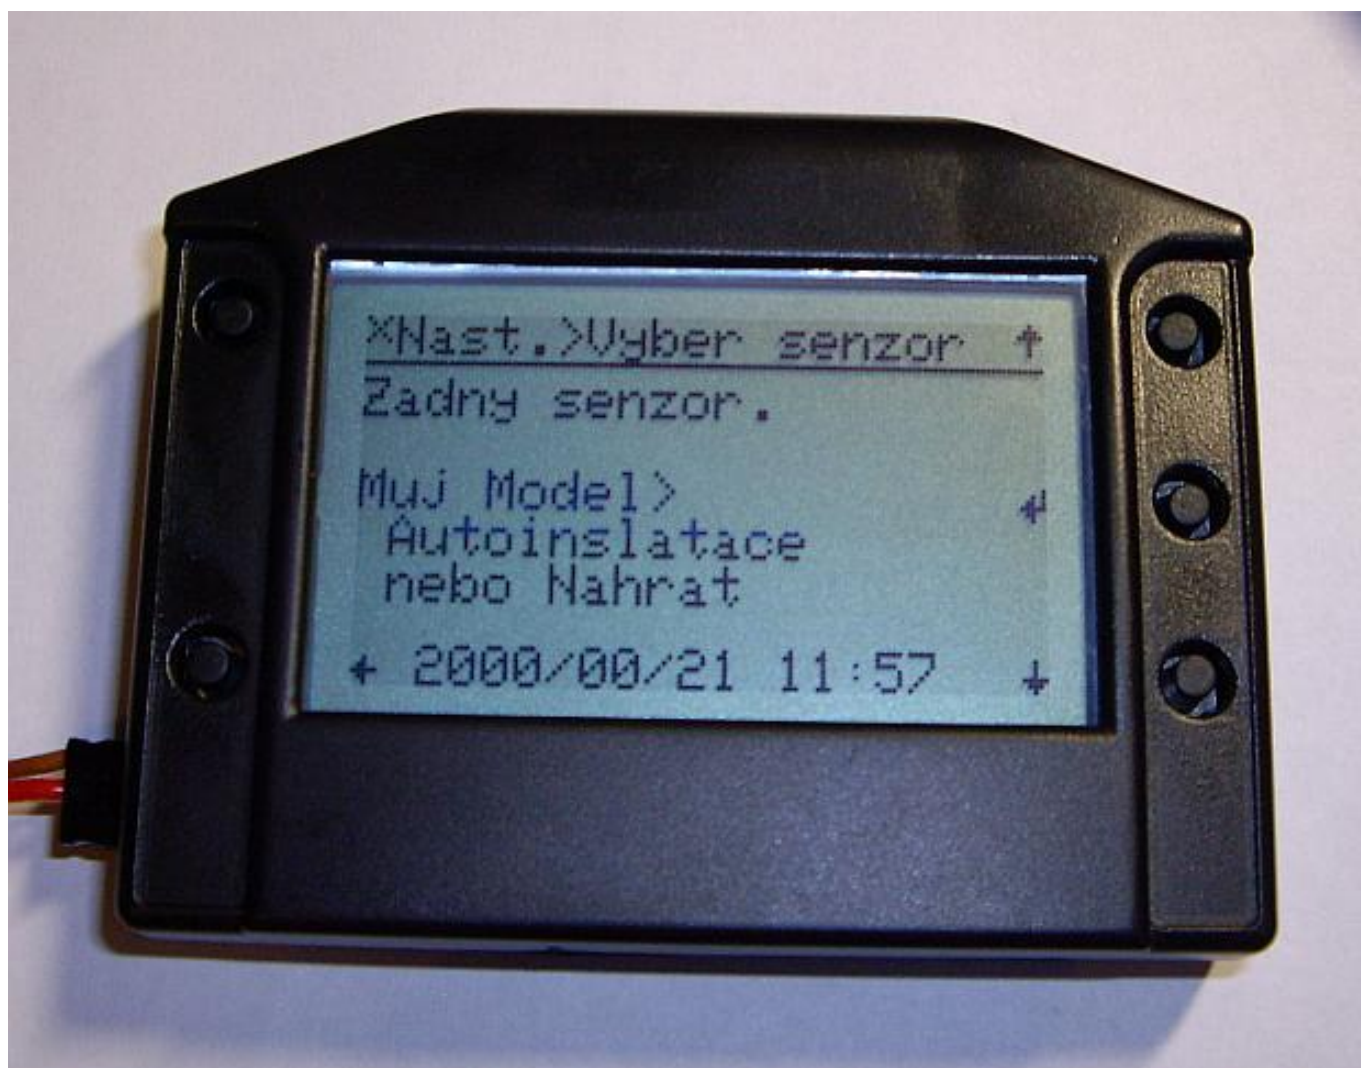 ×Nast.>Vyber senzor ↑
Zadny senzor.
Muj Model> ↲
Autoinslatace
nebo Nahrat
← 2000/00/21 11:57 ↓